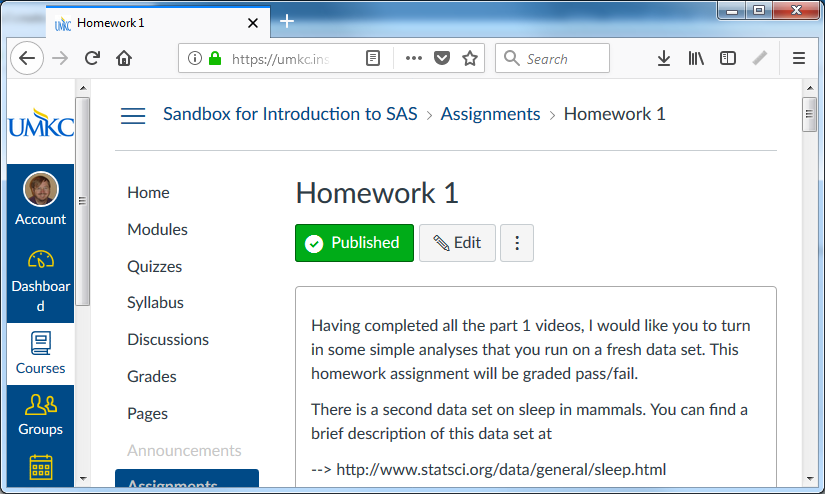 UMKC Homework 1
https://umkc.ins
Search
UMKC
Account
Dashboar
d
Courses
Groups
Sandbox for Introduction to SAS > Assignments > Homework 1
Home
Modules
Quizzes
Syllabus
Discussions
Grades
Pages
Announcements
Assignments
Homework 1
Published
Edit
Having completed all the part 1 videos, I would like you to turn
in some simple analyses that you run on a fresh data set. This
homework assignment will be graded pass/fail.
There is a second data set on sleep in mammals. You can find a
brief description of this data set at
--> http://www.statsci.org/data/general/sleep.html